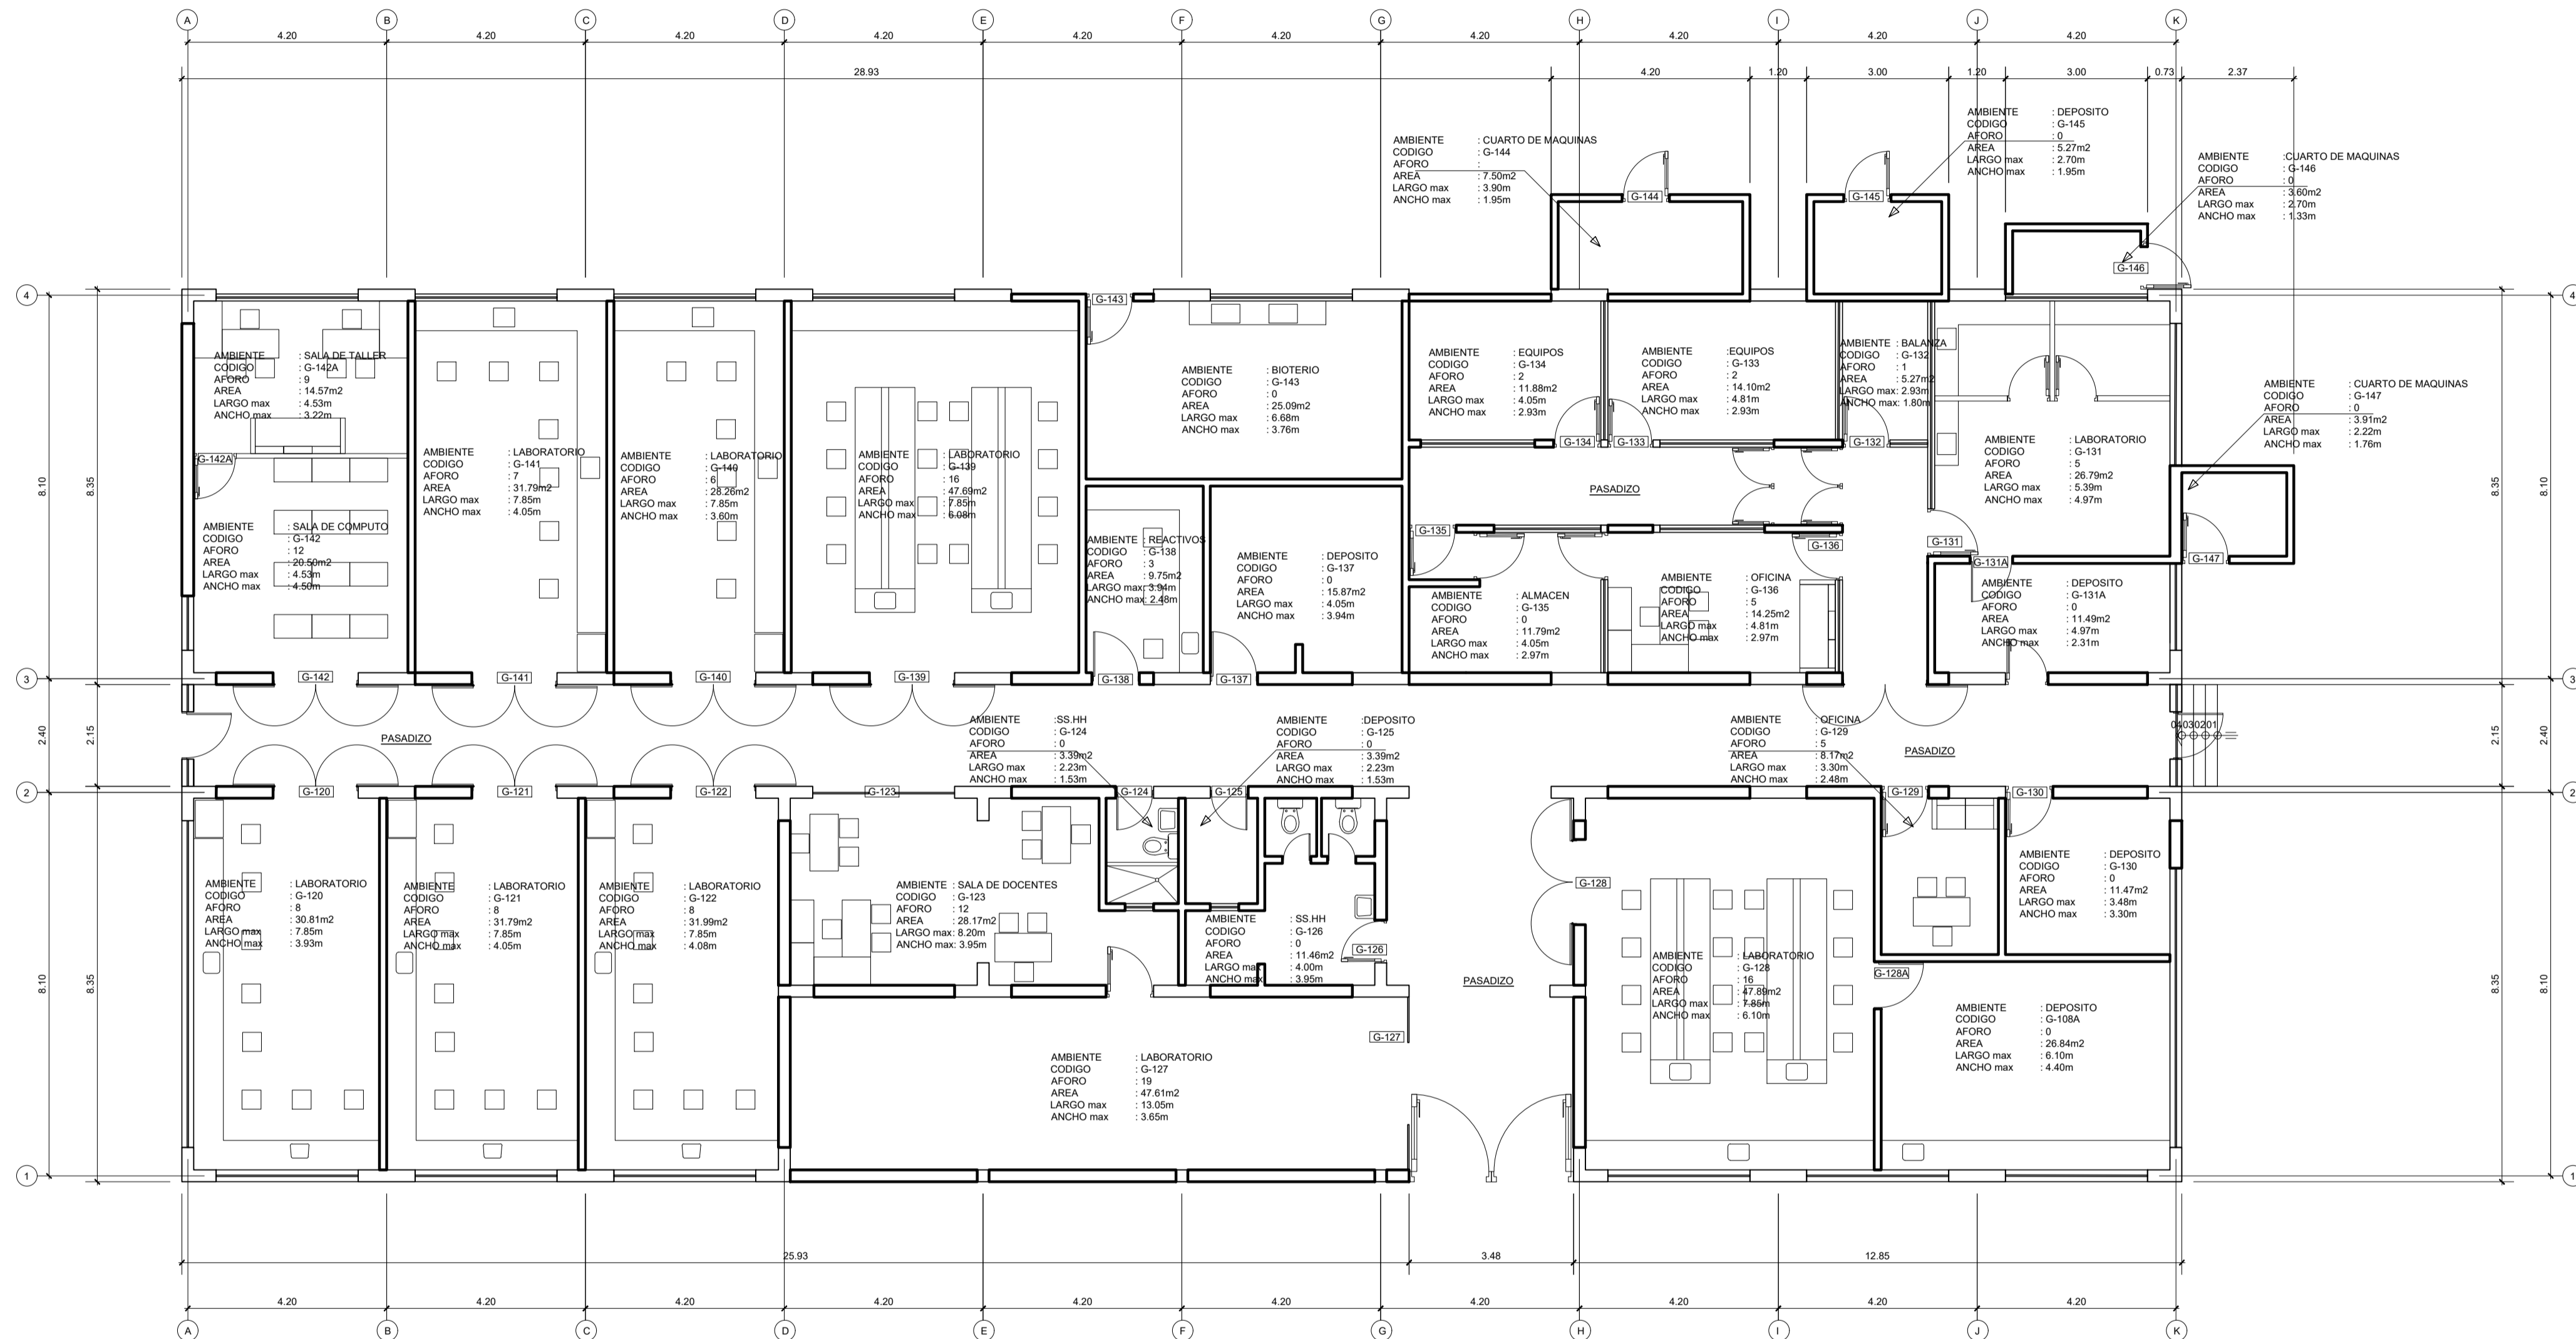 A B C D E F G H I J K
4.20 4.20 4.20 4.20 4.20 4.20 4.20 4.20 4.20 4.20
28.93 4.20 1.20 3.00 1.20 3.00 0.73 2.37
AMBIENTE : CUARTO DE MAQUINAS
CODIGO : G-144
AFORO :
AREA : 7.50m2
LARGO max : 3.90m
ANCHO max : 1.95m
AMBIENTE : DEPOSITO
CODIGO : G-145
AFORO : 0
AREA : 5.27m2
LARGO max : 2.70m
ANCHO max : 1.95m
AMBIENTE :CUARTO DE MAQUINAS
CODIGO : G-146
AFORO : 0
AREA : 3.60m2
LARGO max : 2.70m
ANCHO max : 1.33m
G-144
G-145
G-146
4
4
G-143
AMBIENTE : SALA DE TALLER
CODIGO : G-142A
AFORO : 9
AREA : 14.57m2
LARGO max : 4.53m
ANCHO max : 3.22m
G-142A
AMBIENTE : SALA DE COMPUTO
CODIGO : G-142
AFORO : 12
AREA : 20.50m2
LARGO max : 4.53m
ANCHO max : 4.50m
AMBIENTE : LABORATORIO
CODIGO : G-141
AFORO : 7
AREA : 31.79m2
LARGO max : 7.85m
ANCHO max : 4.05m
AMBIENTE : LABORATORIO
CODIGO : G-140
AFORO : 6
AREA : 28.26m2
LARGO max : 7.85m
ANCHO max : 3.60m
AMBIENTE : LABORATORIO
CODIGO : G-139
AFORO : 16
AREA : 47.69m2
LARGO max : 7.85m
ANCHO max : 6.08m
AMBIENTE : BIOTERIO
CODIGO : G-143
AFORO : 0
AREA : 25.09m2
LARGO max : 6.68m
ANCHO max : 3.76m
AMBIENTE : REACTIVOS
CODIGO : G-138
AFORO : 3
AREA : 9.75m2
LARGO max: 3.94m
ANCHO max: 2.48m
AMBIENTE : DEPOSITO
CODIGO : G-137
AFORO : 0
AREA : 15.87m2
LARGO max : 4.05m
ANCHO max : 3.94m
AMBIENTE : EQUIPOS
CODIGO : G-134
AFORO : 2
AREA : 11.88m2
LARGO max : 4.05m
ANCHO max : 2.93m
AMBIENTE :EQUIPOS
CODIGO : G-133
AFORO : 2
AREA : 14.10m2
LARGO max : 4.81m
ANCHO max : 2.93m
AMBIENTE : BALANZA
CODIGO : G-132
AFORO : 1
AREA : 5.27m2
LARGO max: 2.93m
ANCHO max: 1.80m
G-134
G-133
G-132
PASADIZO
AMBIENTE : LABORATORIO
CODIGO : G-131
AFORO : 5
AREA : 26.79m2
LARGO max : 5.39m
ANCHO max : 4.97m
AMBIENTE : CUARTO DE MAQUINAS
CODIGO : G-147
AFORO : 0
AREA : 3.91m2
LARGO max : 2.22m
ANCHO max : 1.76m
G-135
G-136
G-131
G-131A
G-147
AMBIENTE : ALMACEN
CODIGO : G-135
AFORO : 0
AREA : 11.79m2
LARGO max : 4.05m
ANCHO max : 2.97m
AMBIENTE : OFICINA
CODIGO : G-136
AFORO : 5
AREA : 14.25m2
LARGO max : 4.81m
ANCHO max : 2.97m
AMBIENTE : DEPOSITO
CODIGO : G-131A
AFORO : 0
AREA : 11.49m2
LARGO max : 4.97m
ANCHO max : 2.31m
8.10
8.35
8.35
8.10
3
G-142
G-141
G-140
G-139
G-138
G-137
3
2.40
2.15
PASADIZO
AMBIENTE :SS.HH
CODIGO : G-124
AFORO : 0
AREA : 3.39m2
LARGO max : 2.23m
ANCHO max : 1.53m
AMBIENTE :DEPOSITO
CODIGO : G-125
AFORO : 0
AREA : 3.39m2
LARGO max : 2.23m
ANCHO max : 1.53m
AMBIENTE : OFICINA
CODIGO : G-129
AFORO : 5
AREA : 8.17m2
LARGO max : 3.30m
ANCHO max : 2.48m
PASADIZO
04030201
2.15
2.40
2
G-120
G-121
G-122
G-123
G-124
G-125
G-129
G-130
2
AMBIENTE : LABORATORIO
CODIGO : G-120
AFORO : 8
AREA : 30.81m2
LARGO max : 7.85m
ANCHO max : 3.93m
AMBIENTE : LABORATORIO
CODIGO : G-121
AFORO : 8
AREA : 31.79m2
LARGO max : 7.85m
ANCHO max : 4.05m
AMBIENTE : LABORATORIO
CODIGO : G-122
AFORO : 8
AREA : 31.99m2
LARGO max : 7.85m
ANCHO max : 4.08m
AMBIENTE : SALA DE DOCENTES
CODIGO : G-123
AFORO : 12
AREA : 28.17m2
LARGO max: 8.20m
ANCHO max: 3.95m
AMBIENTE : SS.HH
CODIGO : G-126
AFORO : 0
AREA : 11.46m2
LARGO max : 4.00m
ANCHO max : 3.95m
G-126
G-128
PASADIZO
AMBIENTE : LABORATORIO
CODIGO : G-128
AFORO : 16
AREA : 47.89m2
LARGO max : 7.85m
ANCHO max : 6.10m
AMBIENTE : DEPOSITO
CODIGO : G-130
AFORO : 0
AREA : 11.47m2
LARGO max : 3.48m
ANCHO max : 3.30m
G-128A
AMBIENTE : DEPOSITO
CODIGO : G-108A
AFORO : 0
AREA : 26.84m2
LARGO max : 6.10m
ANCHO max : 4.40m
G-127
AMBIENTE : LABORATORIO
CODIGO : G-127
AFORO : 19
AREA : 47.61m2
LARGO max : 13.05m
ANCHO max : 3.65m
8.10
8.35
8.35
8.10
1
1
25.93 3.48 12.85
4.20 4.20 4.20 4.20 4.20 4.20 4.20 4.20 4.20 4.20
A B C D E F G H I J K